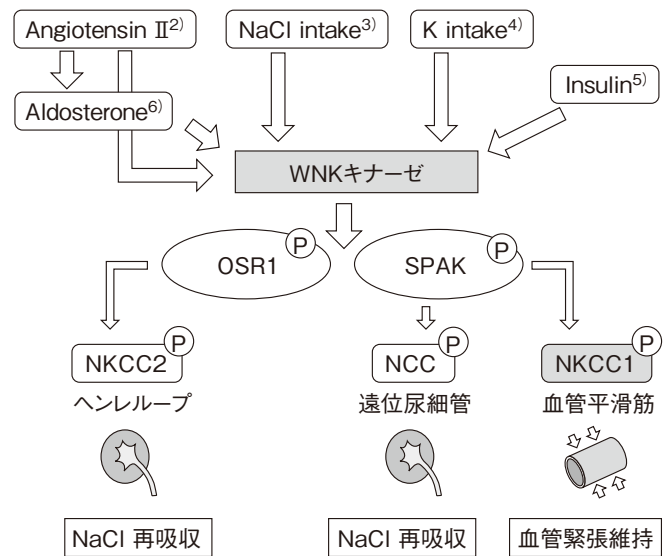 Angiotensin Ⅱ2)
NaCl intake3)
K intake4)
Insulin5)
Aldosterone6)
WNKキナーゼ
OSR1
P
SPAK
P
NKCC2
P
NCC
P
NKCC1
P
ヘンレループ
遠位尿細管
血管平滑筋
NaCl 再吸収
NaCl 再吸収
血管緊張維持